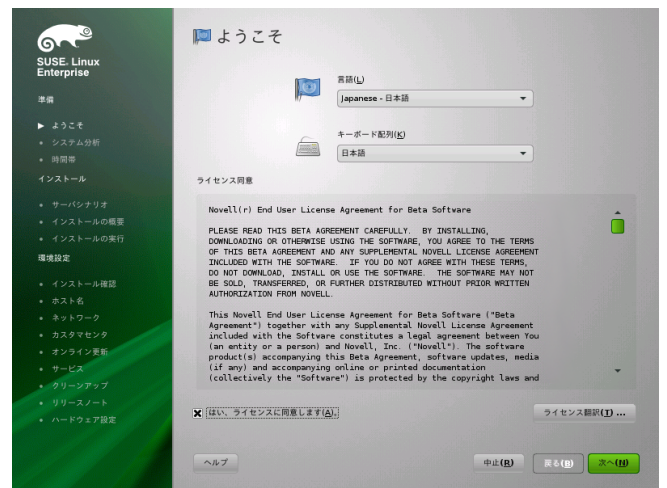 SUSE® Linux
Enterprise
準備
ようこそ
システム分析
時間帯
インストール
サーバシナリオ
インストールの概要
インストールの実行
環境設定
インストール確認
ホスト名
ネットワーク
カスタマセンタ
オンライン更新
サービス
クリーンアップ
リリースノート
ハードウェア設定
ようこそ
言語(L)
Japanese - 日本語
キーボード配列(K)
日本語
ライセンス同意
Novell(r) End User License Agreement for Beta Software
PLEASE READ THIS BETA AGREEMENT CAREFULLY. BY INSTALLING,
DOWNLOADING OR OTHERWISE USING THE SOFTWARE, YOU AGREE TO THE TERMS
OF THIS BETA AGREEMENT AND ANY SUPPLEMENTAL NOVELL LICENSE AGREEMENT
INCLUDED WITH THE SOFTWARE. IF YOU DO NOT AGREE WITH THESE TERMS,
DO NOT DOWNLOAD, INSTALL OR USE THE SOFTWARE. THE SOFTWARE MAY NOT
BE SOLD, TRANSFERRED, OR FURTHER DISTRIBUTED WITHOUT PRIOR WRITTEN
AUTHORIZATION FROM NOVELL.
This Novell End User License Agreement for Beta Software ("Beta
Agreement") together with any Supplemental Novell License Agreement
included with the Software constitutes a legal agreement between You
(an entity or a person) and Novell, Inc. ("Novell"). The software
product(s) accompanying this Beta Agreement, software updates, media
(if any) and accompanying online or printed documentation
(collectively the "Software") is protected by the copyright laws and
はい、ライセンスに同意します(A)。
ライセンス翻訳(T) ...
ヘルプ
中止(R)
戻る(B)
次へ(N)